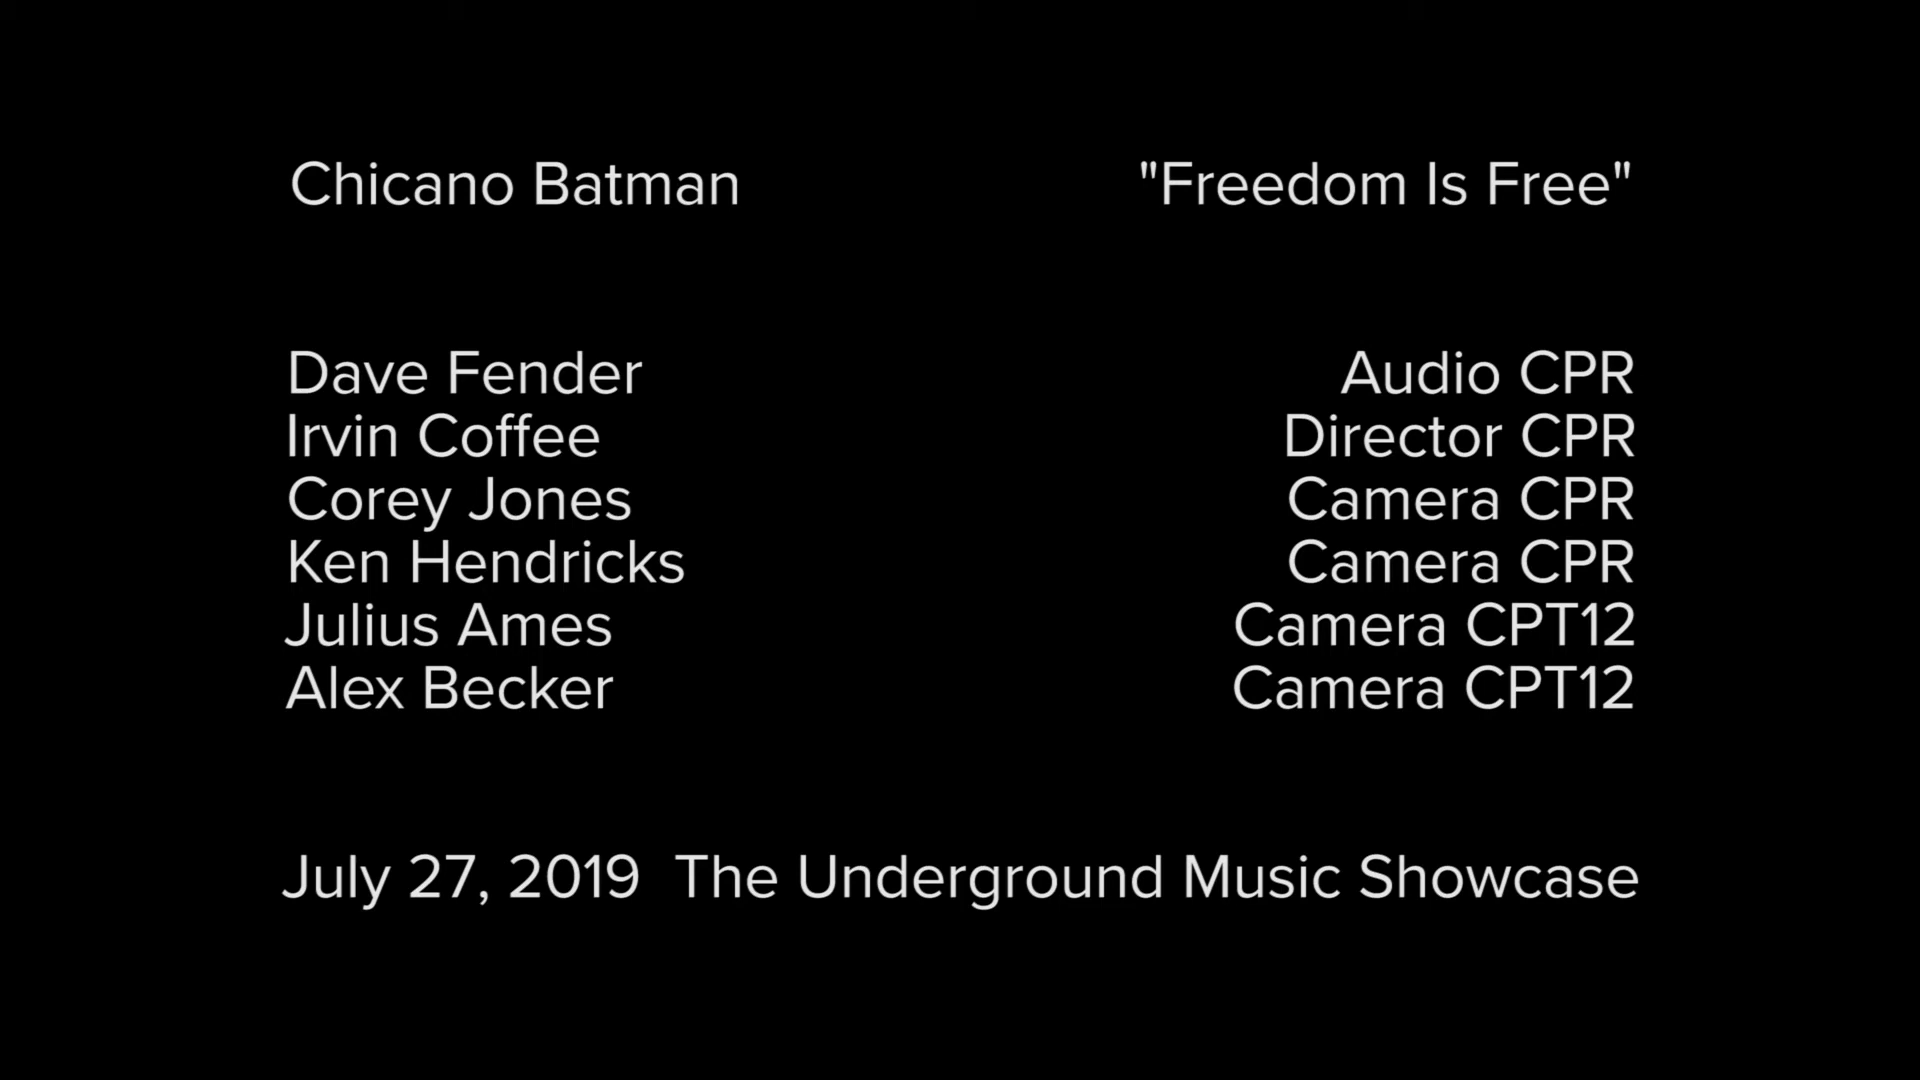 Chicano Batman "Freedom Is Free"
Dave Fender Audio CPR
Irvin Coffee Director CPR
Corey Jones Camera CPR
Ken Hendricks Camera CPR
Julius Ames Camera CPT12
Alex Becker Camera CPT12
July 27, 2019 The Underground Music Showcase